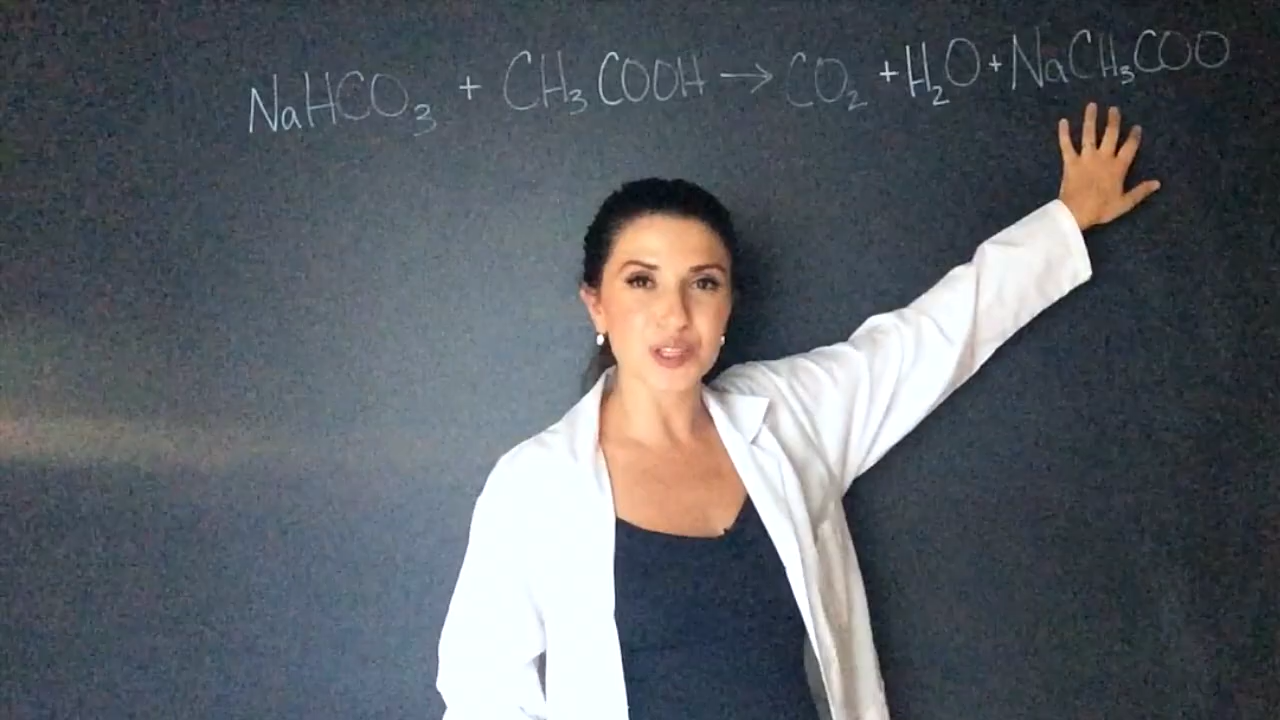 NaHCO₃ + CH₃COOH → CO₂ + H₂O + NaCH₃COO